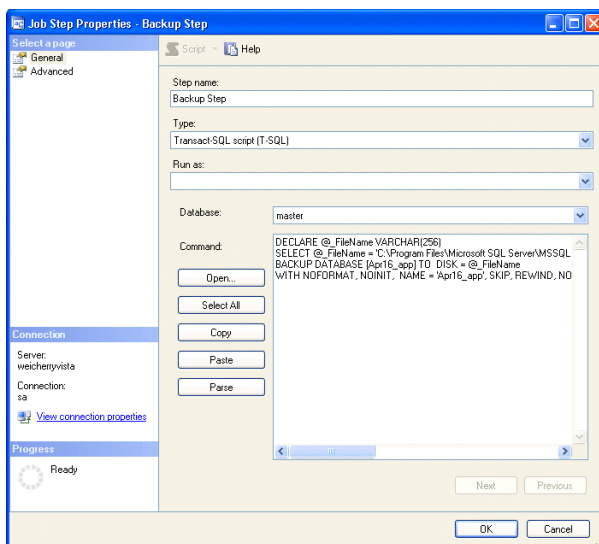 Job Step Properties - Backup Step
Select a page
General
Advanced
Script
Help
Step name:
Backup Step
Type:
Transact-SQL script (T-SQL)
Run as:
Database:
master
Command:
DECLARE @_FileName VARCHAR(256)
SELECT @_FileName = 'C:\Program Files\Microsoft SQL Server\MSSQL
BACKUP DATABASE [Apr16_app] TO DISK = @_FileName
WITH NOFORMAT, NOINIT, NAME = 'Apr16_app', SKIP, REWIND, NO
Open...
Select All
Copy
Paste
Parse
Connection
Server:
weichenyvista
Connection:
sa
View connection properties
Progress
Ready
Next
Previous
OK
Cancel